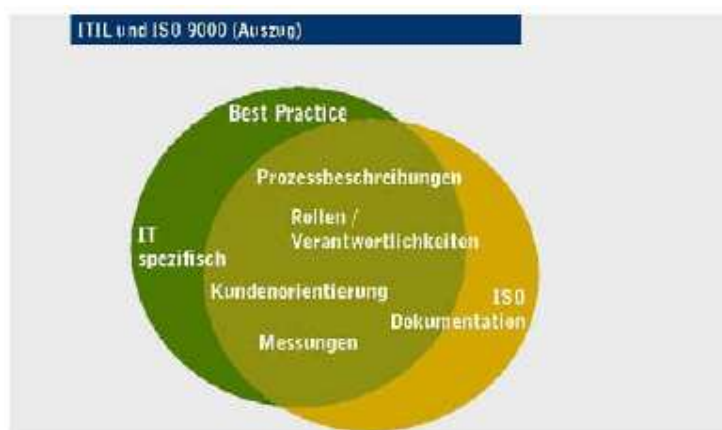 ITIL und ISO 9000 (Auszug)
Best Practice
Prozessbeschreibungen
Rollen /
Verantwortlichkeiten
IT
spezifisch
Kundenorientierung
ISO
Dokumentation
Messungen